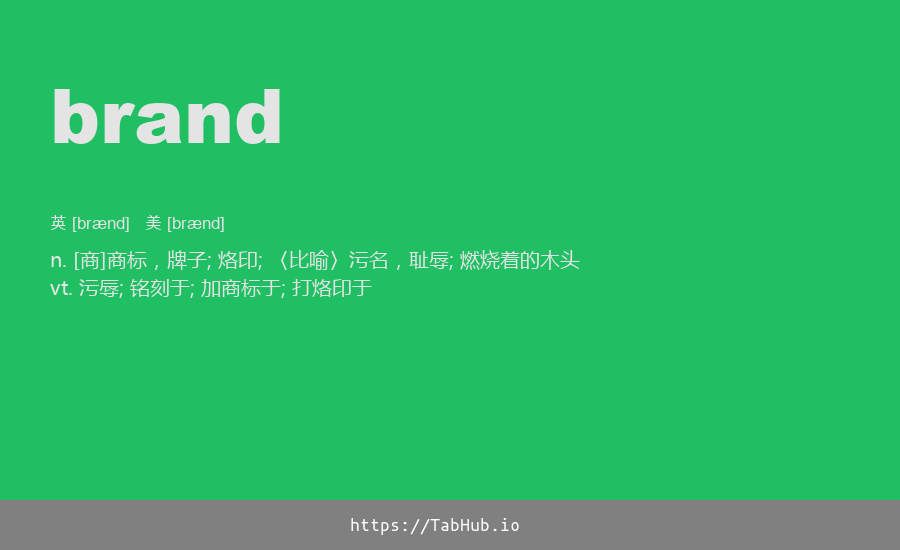 brand
英 [brænd] 美 [brænd]
n. [商]商标，牌子; 烙印; 〈比喻〉污名，耻辱; 燃烧着的木头
vt. 污辱; 铭刻于; 加商标于; 打烙印于
https://TabHub.io